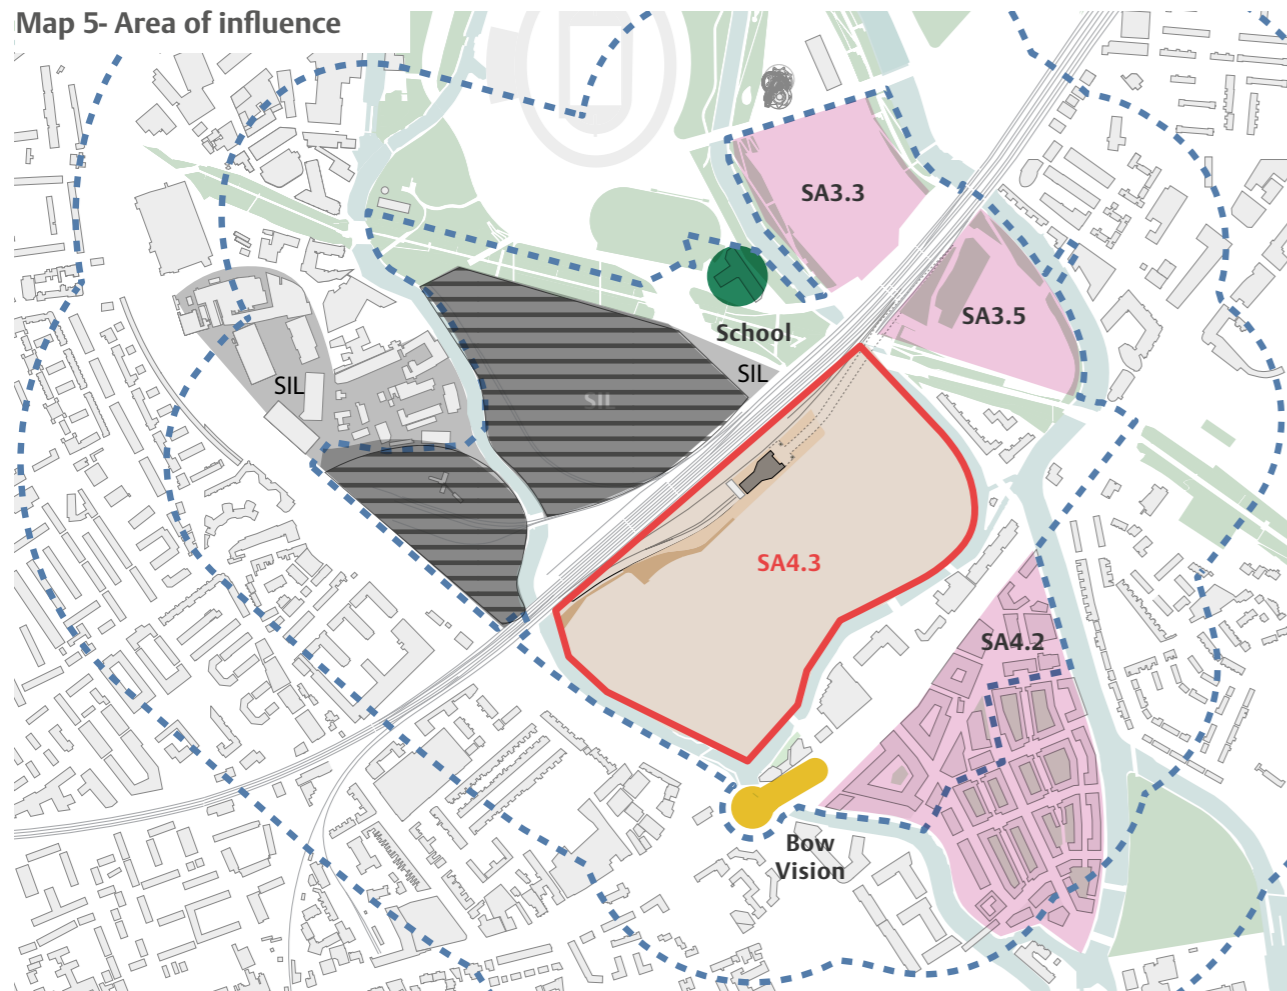 Map 5- Area of influence
SA3.3
SA3.5
School
SIL
SIL
SIL
SA4.3
SA4.2
Bow
Vision